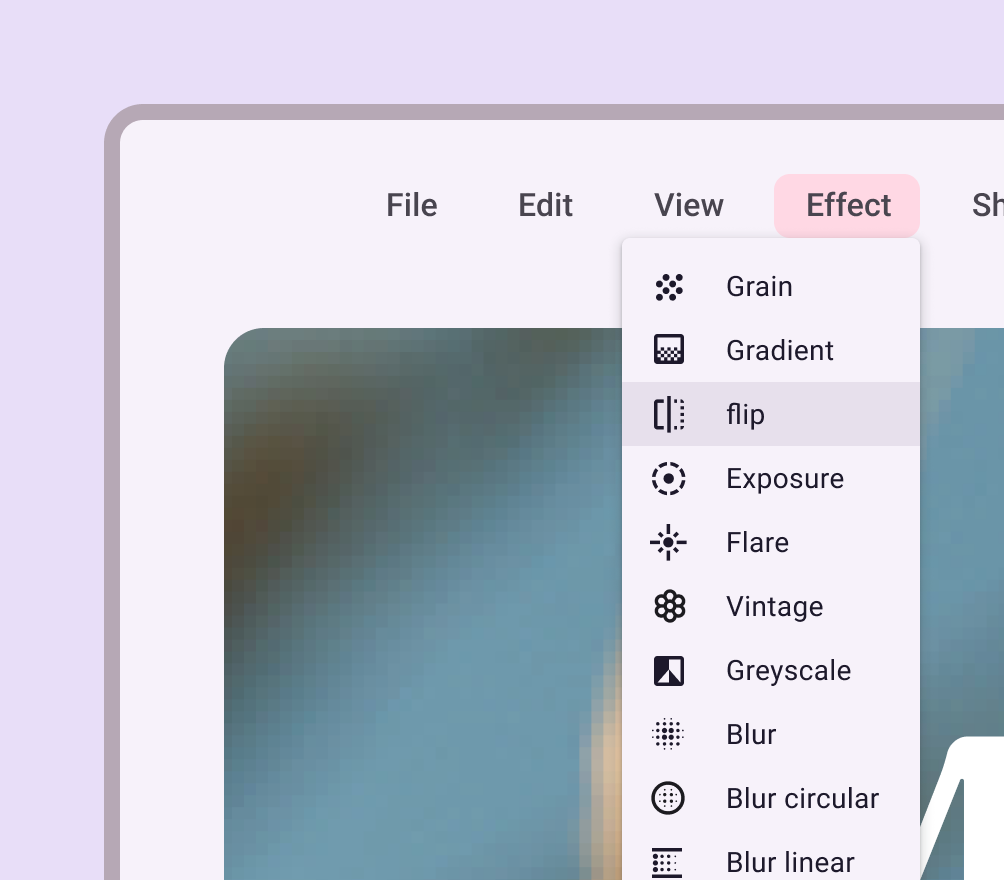 File Edit View Effect Sh
Grain
Gradient
flip
Exposure
Flare
Vintage
Greyscale
Blur
Blur circular
Blur linear